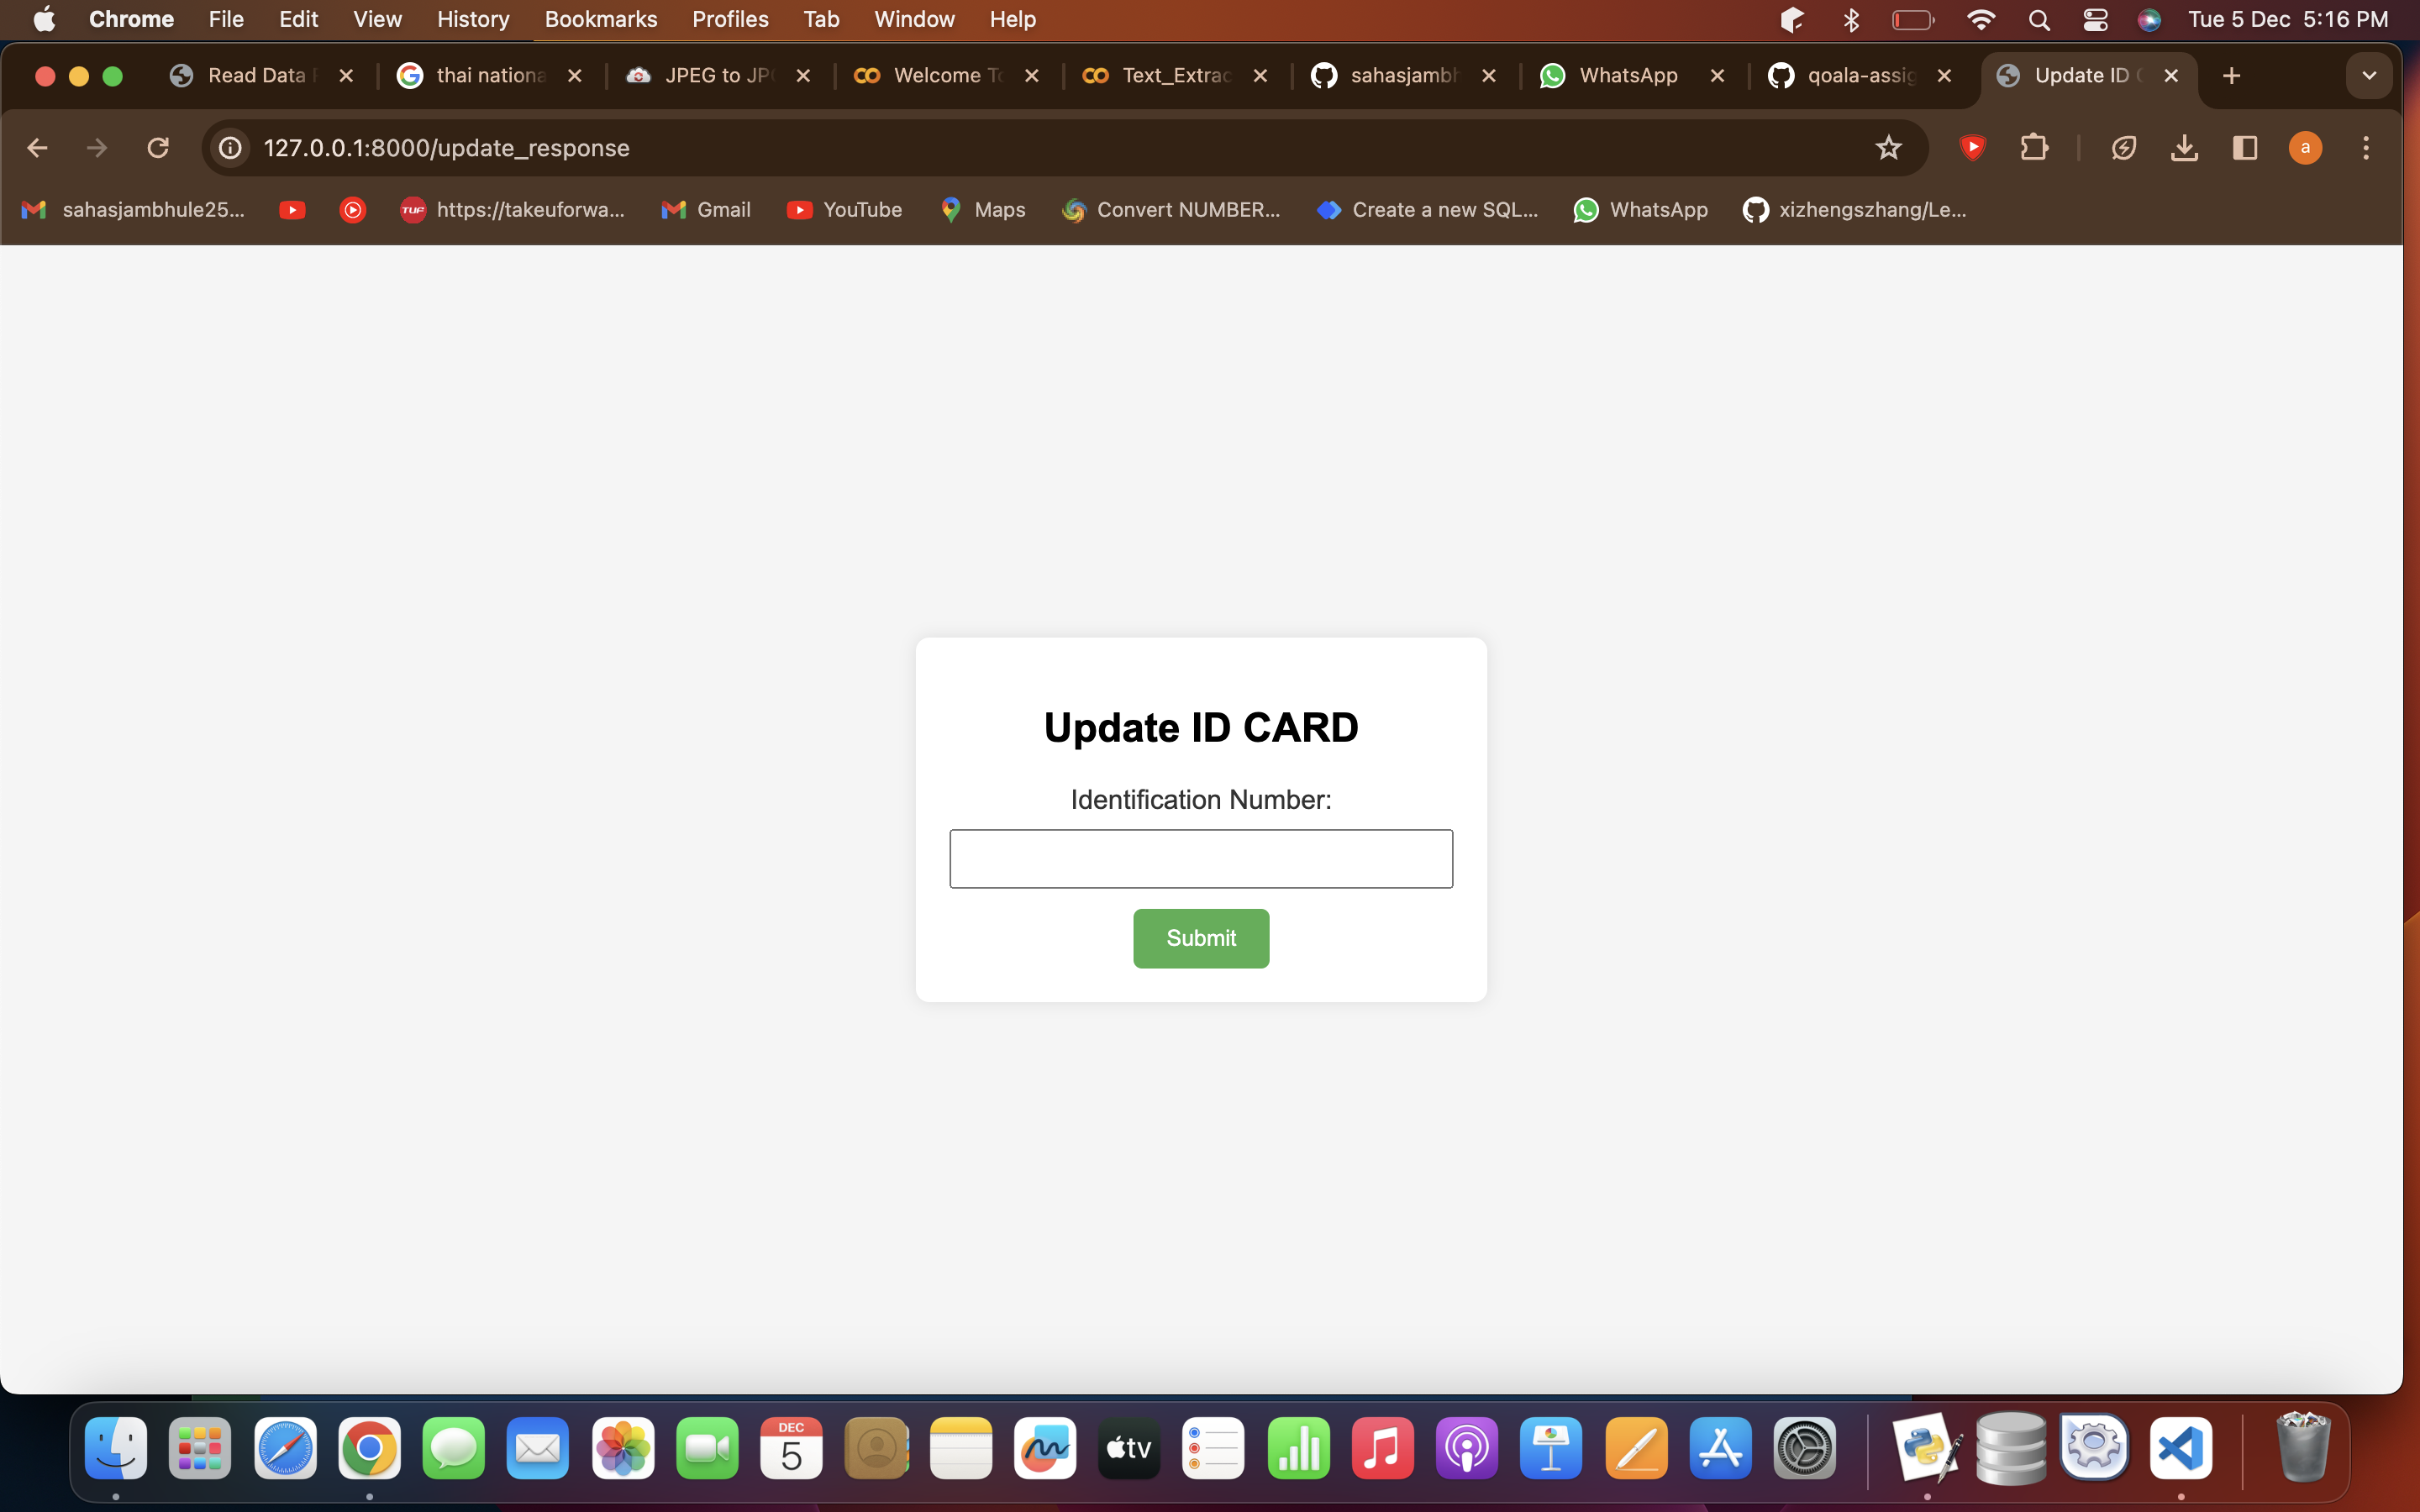 Chrome File Edit View History Bookmarks Profiles Tab Window Help Tue 5 Dec 5:16 PM
Read Data thai nationa JPEG to JP Welcome To Text_Extrac sahasjambh WhatsApp qoala-assig Update ID
127.0.0.1:8000/update_response a
sahasjambhule25... TUF https://takeuforwa... Gmail YouTube Maps Convert NUMBER... Create a new SQL... WhatsApp xizhengszhang/Le...
Update ID CARD
Identification Number:
Submit
DEC
5
tv